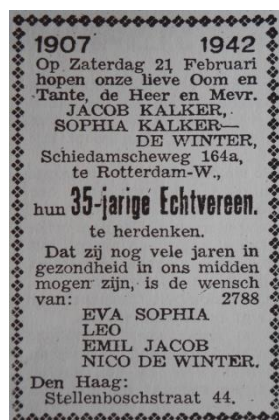 1907 1942
Op Zaterdag 21 Februari
hopen onze lieve Oom en
Tante, de Heer en Mevr.
JACOB KALKER,
SOPHIA KALKER—
DE WINTER,
Schiedamscheweg 164a,
te Rotterdam-W.,
hun 35-jarige Echtvereen.
te herdenken.
Dat zij nog vele jaren in
gezondheid in ons midden
mogen zijn, is de wensch
van: 2788
EVA SOPHIA
LEO
EMIL JACOB
NICO DE WINTER.
Den Haag:
Stellenboschstraat 44.